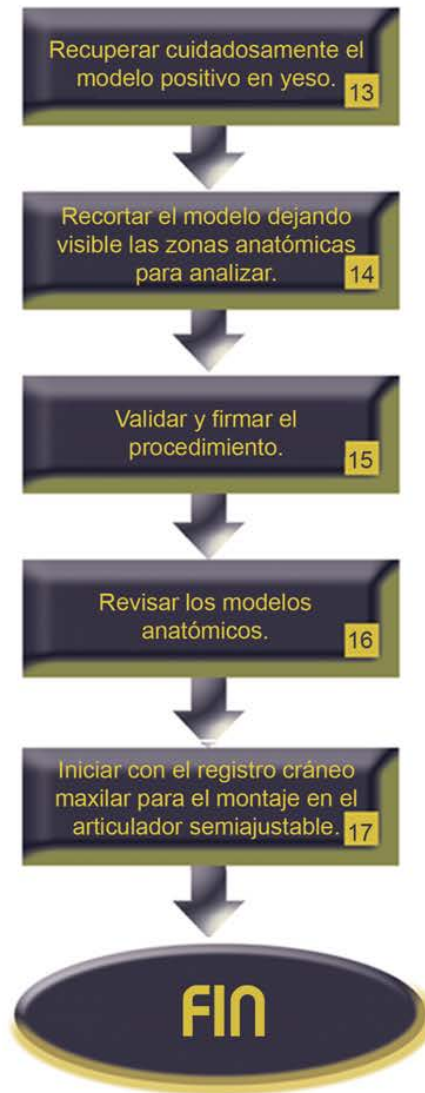 Recuperar cuidadosamente el
modelo positivo en yeso.
13
Recortar el modelo dejando
visible las zonas anatómicas
para analizar.
14
Validar y firmar el
procedimiento.
15
Revisar los modelos
anatómicos.
16
Iniciar con el registro cráneo
maxilar para el montaje en el
articulador semiajustable.
17
FIN